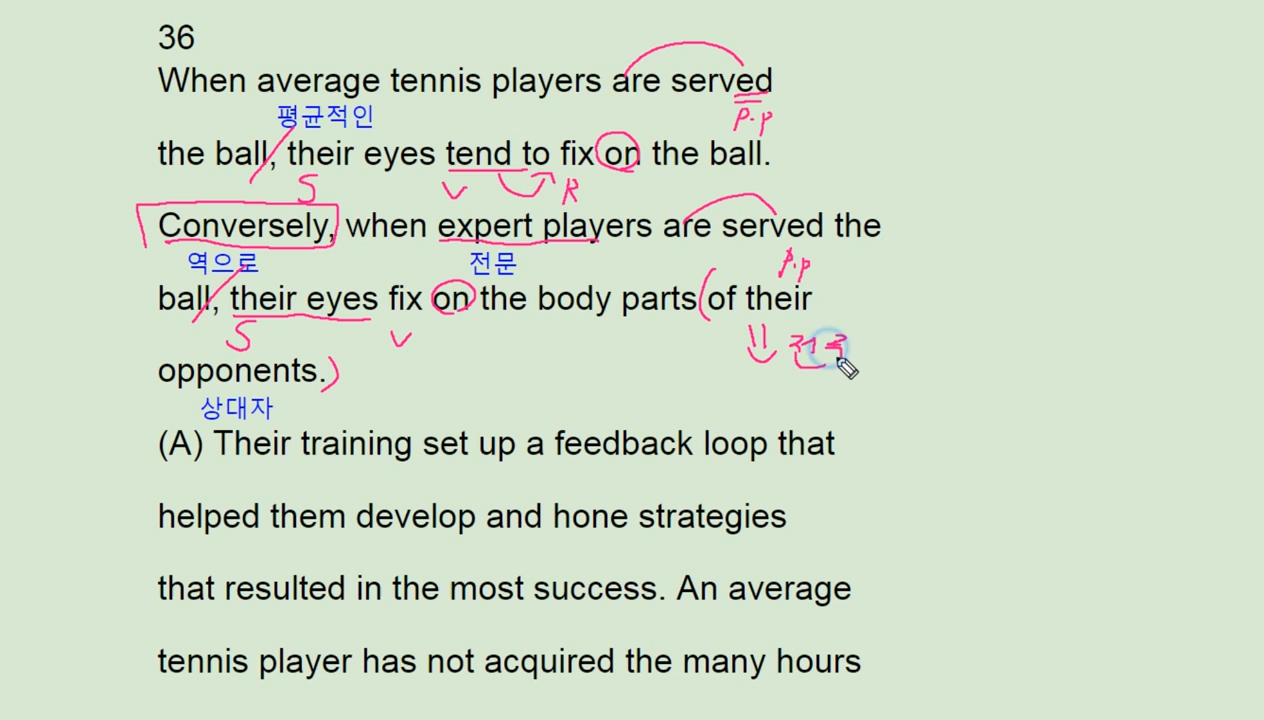 36
When average tennis players are served
평균적인
p.p
the ball, their eyes tend to fix on the ball.
S V R
Conversely, when expert players are served the
역으로 전문
p.p
ball, their eyes fix on the body parts (of their
S V
opponents.)
상대자
(A) Their training set up a feedback loop that
helped them develop and hone strategies
that resulted in the most success. An average
tennis player has not acquired the many hours